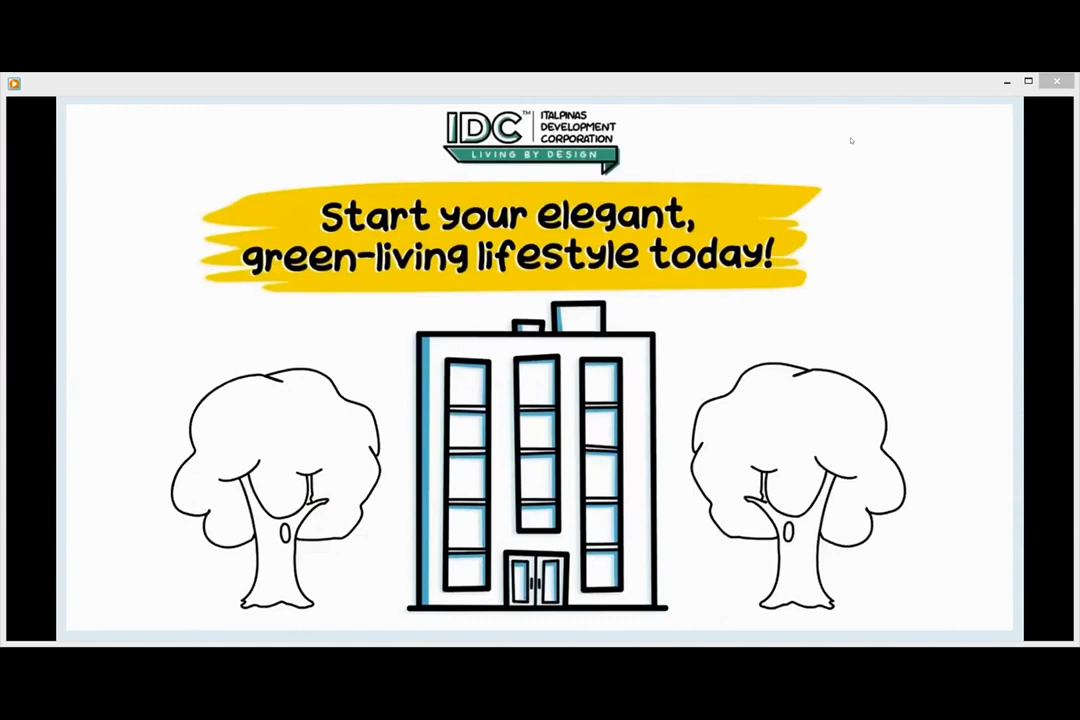 IDC™
ITALPINAS
DEVELOPMENT
CORPORATION
LIVING BY DESIGN
Start your elegant,
green-living lifestyle today!